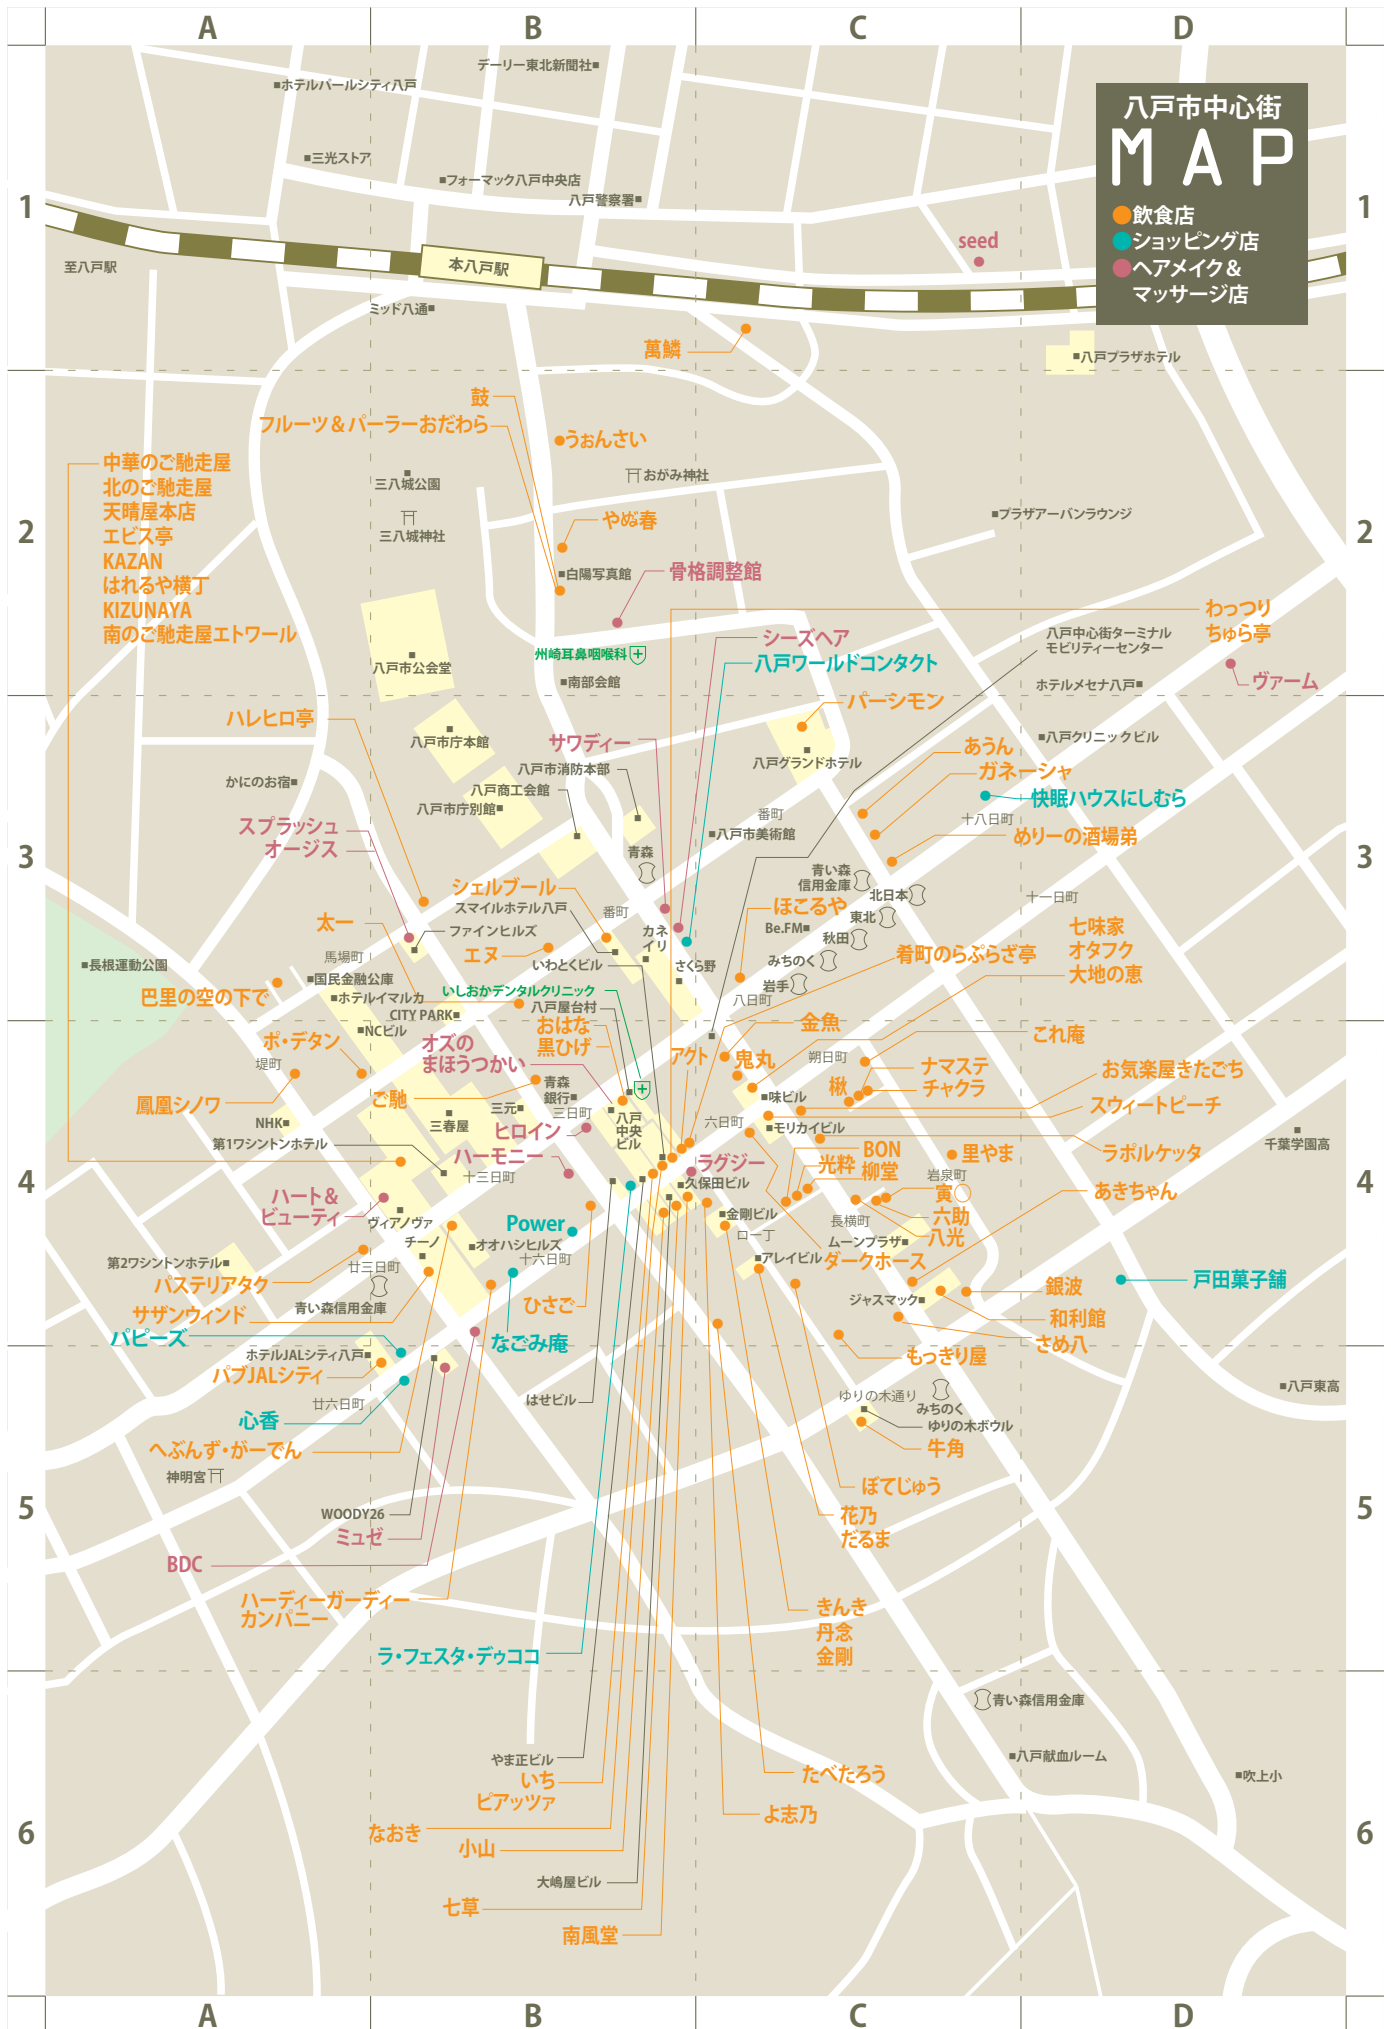 A
B
C
D
八戸市中心街
MAP
飲食店
ショッピング店
ヘアメイク＆
マッサージ店
デーリー東北新聞社
ホテルパールシティ八戸
三光ストア
フォーマック八戸中央店
八戸警察署
1
1
seed
至八戸駅
本八戸駅
ミッド八通
萬鱗
八戸プラザホテル
鼓
フルーツ＆パーラーおだわら
うぉんさい
中華のご馳走屋
北のご馳走屋
天晴屋本店
エビス亭
KAZAN
はれるや横丁
KIZUNAYA
南のご馳走屋エトワール
三八城公園
おがみ神社
三八城神社
やぬ春
プラザアーバンラウンジ
2
2
白陽写真館
骨格調整館
わっつり
ちゅら亭
シーズヘア
八戸中心街ターミナル
モビリティーセンター
八戸市公会堂
州崎耳鼻咽喉科
八戸ワールドコンタクト
南部会館
ホテルメセナ八戸
ヴァーム
パーシモン
ハレヒロ亭
八戸市庁本館
サワディー
八戸クリニックビル
あうん
八戸グランドホテル
ガネーシャ
八戸市消防本部
かにのお宿
八戸商工会館
八戸市庁別館
快眠ハウスにしむら
番町
十八日町
スプラッシュ
オージス
八戸市美術館
めりーの酒場弟
3
3
青森
青い森
信用金庫
シェルブール
北日本
十一日町
スマイルホテル八戸
番町
ほこるや
東北
太一
ファインヒルズ
カネ
イリ
Be.FM
秋田
七味家
オタフク
大地の恵
エヌ
馬場町
いわとくビル
さくら野
みちのく
肴町のらぷらざ亭
長根運動公園
国民金融公庫
いしおかデンタルクリニック
岩手
巴里の空の下で
ホテルイマルカ
八戸屋台村
八日町
CITY PARK
NCビル
おはな
黒ひげ
金魚
これ庵
ポ・デタン
オズの
まほうつかい
アクト
鬼丸
朔日町
堤町
ナマステ
チャクラ
お気楽屋きたごち
鳳凰シノワ
ご馳
青森
銀行
楸
味ビル
スウィートピーチ
NHK
三元
三日町
八戸
中央
ビル
六日町
モリカイビル
三春屋
ヒロイン
千葉学園高
第1ワシントンホテル
ハーモニー
ラグジー
光粋
BON
柳堂
里やま
ラポルケッタ
4
4
十三日町
久保田ビル
岩泉町
あきちゃん
ハート＆
ビューティ
寅
六助
八光
ヴィアノヴァ
Power
金剛ビル
長横町
チーノ
オオハシヒルズ
ロー丁
ムーンプラザ
第2ワシントンホテル
廿三日町
十六日町
アレイビル
ダークホース
パステリアタク
戸田菓子舗
銀波
サザンウィンド
青い森信用金庫
ひさご
ジャスマック
和利館
パピーズ
なごみ庵
さめ八
ホテルJALシティ八戸
もっきり屋
パブJALシティ
はせビル
ゆりの木通り
みちのく
八戸東高
廿六日町
心香
ゆりの木ボウル
へぶんず・がーでん
牛角
神明宮
ぼてじゅう
5
5
WOODY26
花乃
だるま
ミュゼ
BDC
ハーディーガーディー
カンパニー
きんき
丹念
金剛
ラ・フェスタ・デゥココ
青い森信用金庫
やま正ビル
八戸献血ルーム
いち
ピアッツァ
たべたろう
吹上小
よ志乃
なおき
6
6
小山
大嶋屋ビル
七草
南風堂
A
B
C
D